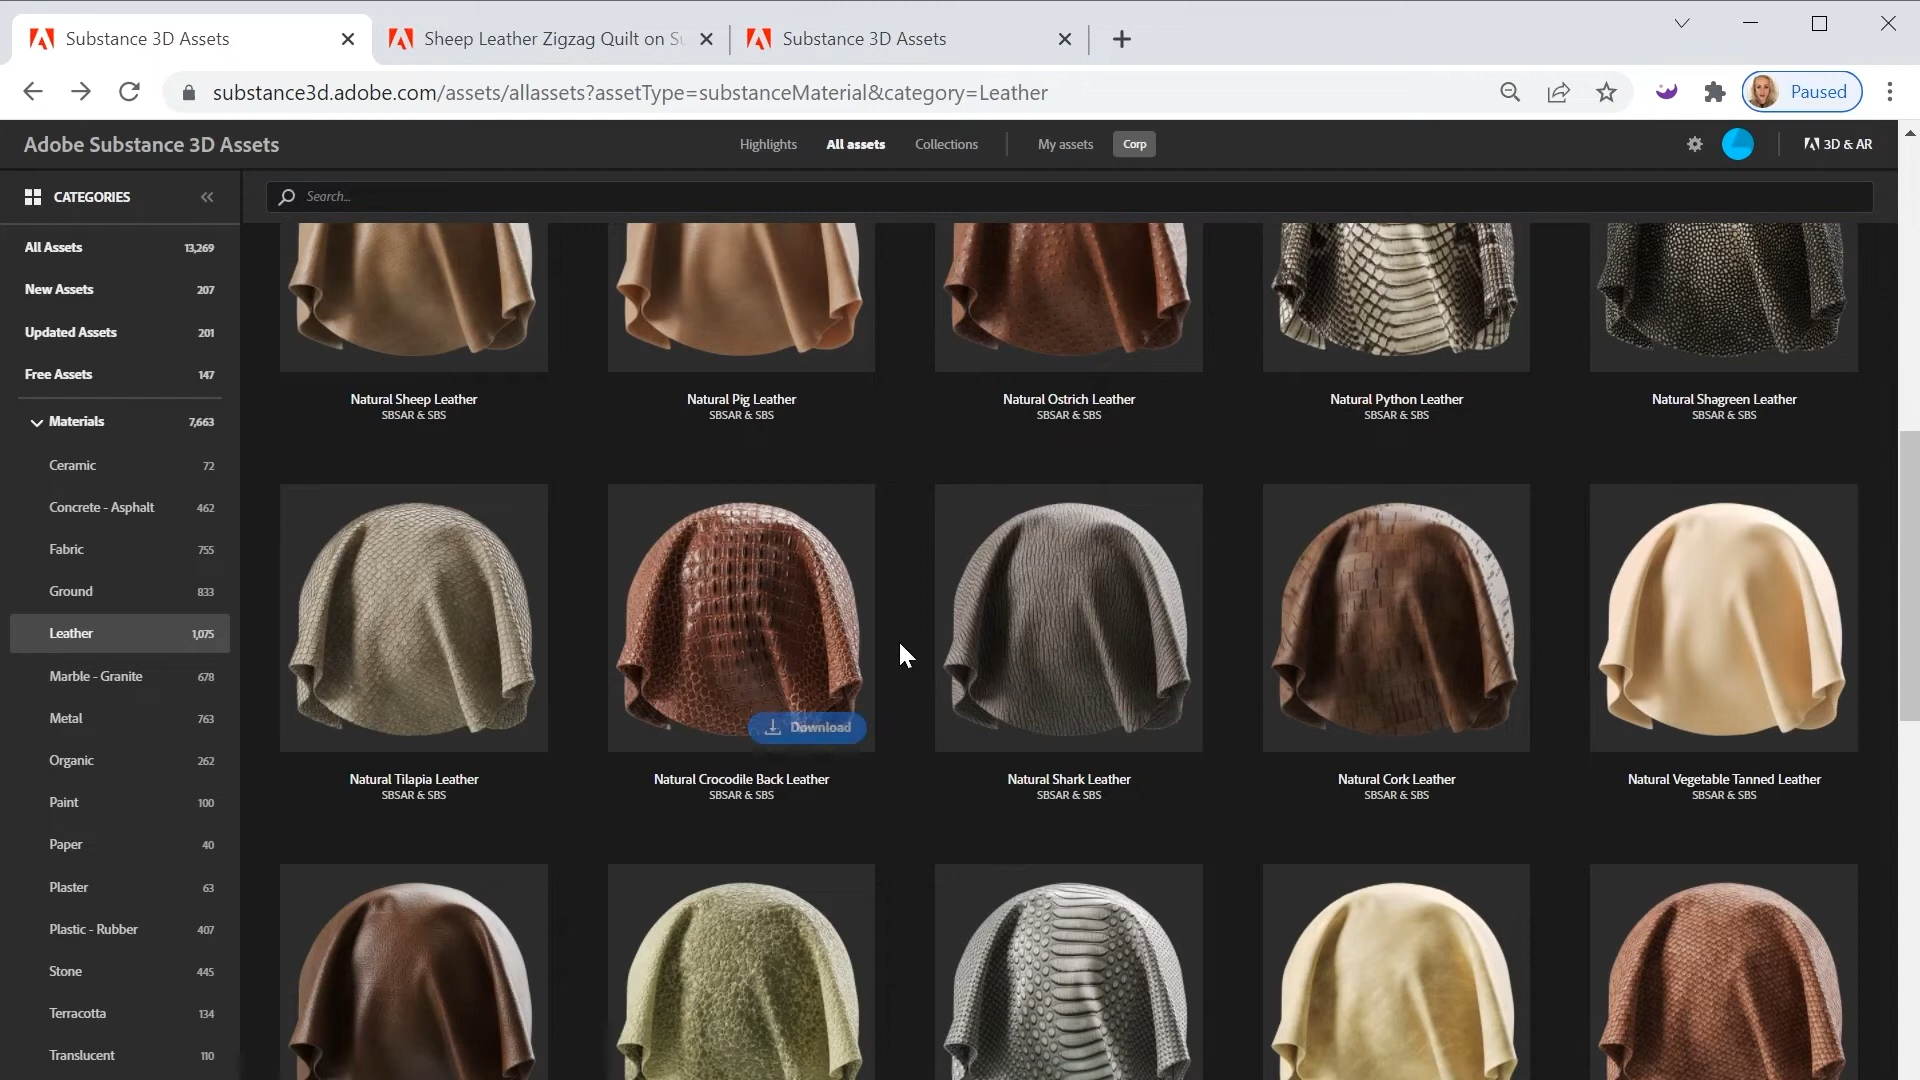 Substance 3D Assets
Sheep Leather Zigzag Quilt on Su
Substance 3D Assets
substance3d.adobe.com/assets/allassets?assetType=substanceMaterial&category=Leather
Paused
Adobe Substance 3D Assets
Highlights
All assets
Collections
My assets
Corp
3D & AR
CATEGORIES
Search...
All Assets 13,269
New Assets 207
Updated Assets 201
Free Assets 147
Materials 7,663
Ceramic 72
Concrete - Asphalt 462
Fabric 755
Ground 833
Leather 1,075
Marble - Granite 678
Metal 763
Organic 262
Paint 100
Paper 40
Plaster 63
Plastic - Rubber 407
Stone 445
Terracotta 134
Translucent 110
Natural Sheep Leather
SBSAR & SBS
Natural Pig Leather
SBSAR & SBS
Natural Ostrich Leather
SBSAR & SBS
Natural Python Leather
SBSAR & SBS
Natural Shagreen Leather
SBSAR & SBS
Download
Natural Tilapia Leather
SBSAR & SBS
Natural Crocodile Back Leather
SBSAR & SBS
Natural Shark Leather
SBSAR & SBS
Natural Cork Leather
SBSAR & SBS
Natural Vegetable Tanned Leather
SBSAR & SBS